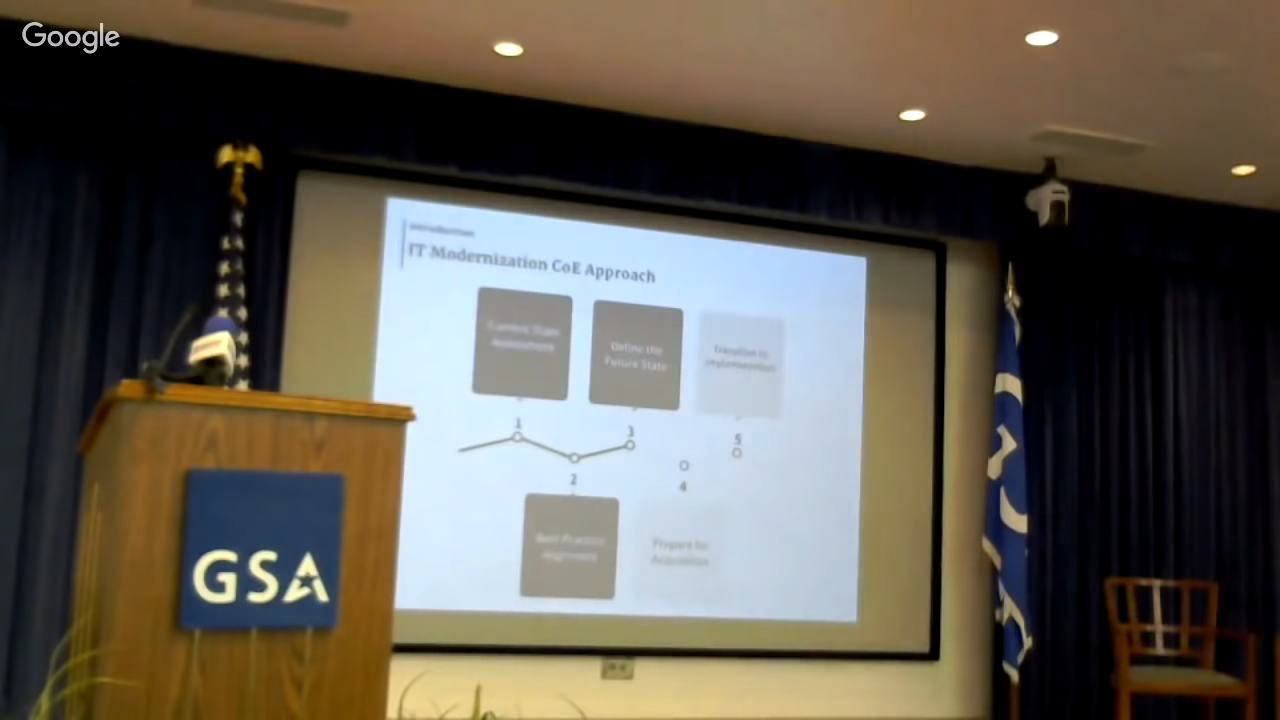 Google
Introduction
IT Modernization CoE Approach
Current State
Assessment
Define the
Future State
Transition to
Implementation
1
3
5
2
4
Best Practice
Alignment
Prepare for
Acquisition
GSA